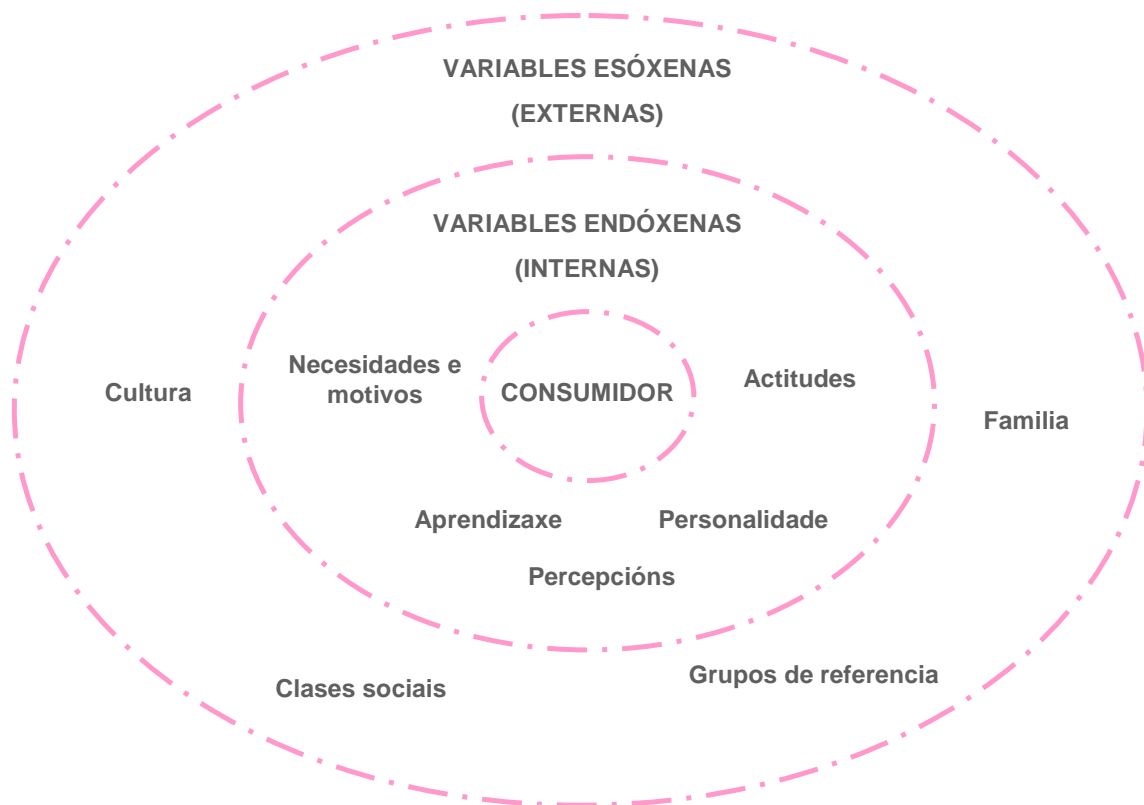 VARIABLES ESÓXENAS
(EXTERNAS)
VARIABLES ENDÓXENAS
(INTERNAS)
Necesidades e
motivos
CONSUMIDOR
Actitudes
Cultura
Familia
Aprendizaxe
Personalidade
Percepcións
Clases sociais
Grupos de referencia